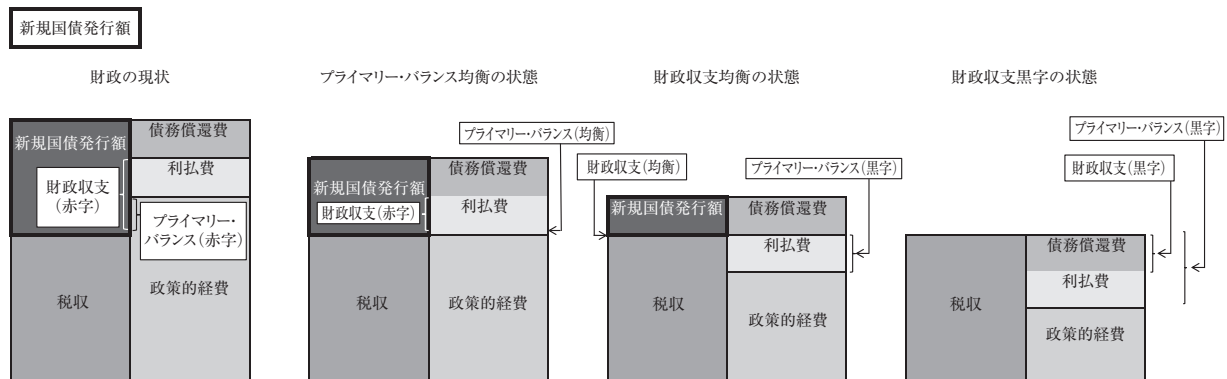 新規国債発行額
財政の現状
新規国債発行額
債務償還費
利払費
財政収支
(赤字)
プライマリー・
バランス(赤字)
税収
政策的経費
プライマリー・バランス均衡の状態
プライマリー・バランス(均衡)
新規国債発行額
財政収支(赤字)
債務償還費
利払費
税収
政策的経費
財政収支均衡の状態
財政収支(均衡)
プライマリー・バランス(黒字)
新規国債発行額
債務償還費
利払費
税収
政策的経費
財政収支黒字の状態
プライマリー・バランス(黒字)
財政収支(黒字)
債務償還費
利払費
税収
政策的経費